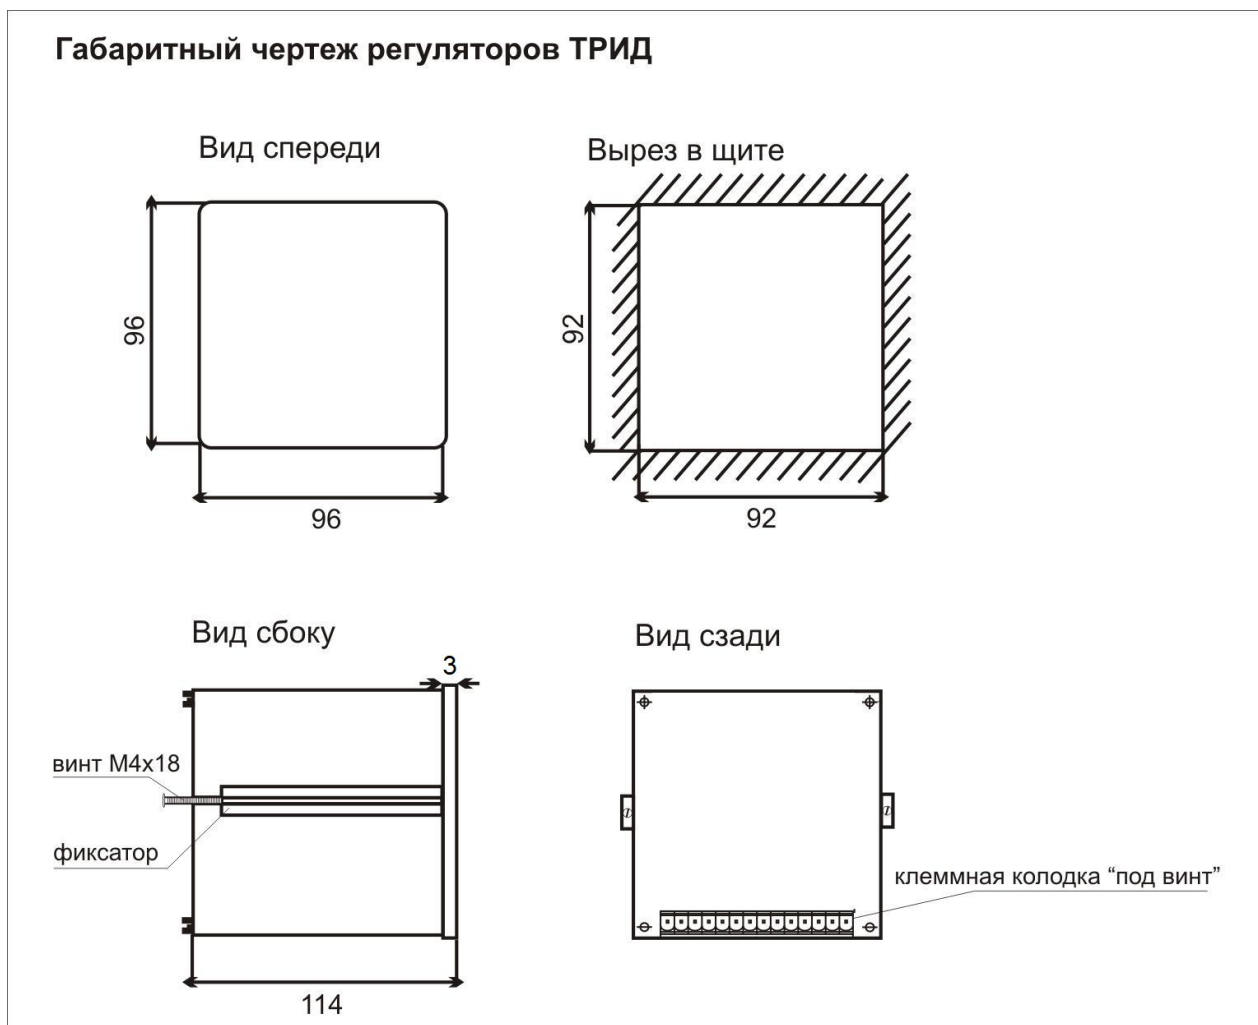 Габаритный чертеж регуляторов ТРИД
Вид спереди
Вырез в щите
96
96
92
92
Вид сбоку
Вид сзади
3
винт М4х18
фиксатор
клеммная колодка “под винт”
114